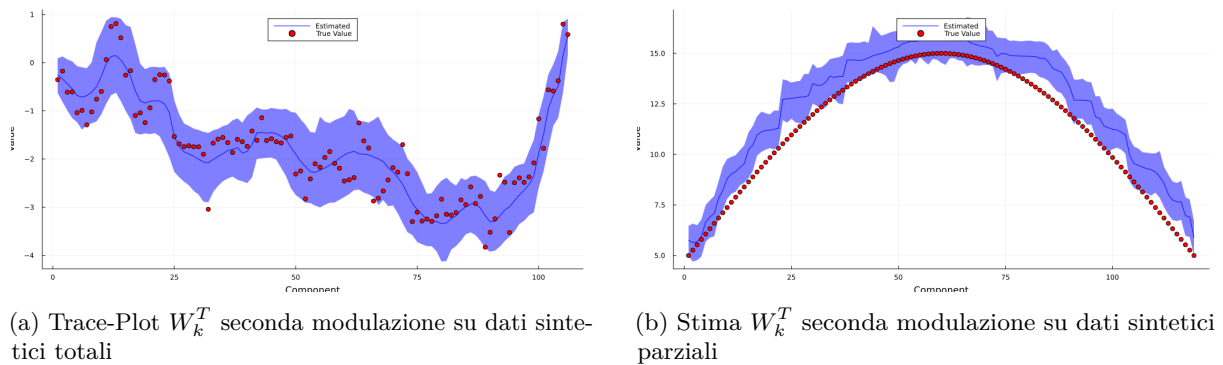 Estimated
True Value
1
0
−1
−2
−3
−4
0
25
50
75
100
Component
Estimated
True Value
15.0
12.5
10.0
7.5
5.0
0
25
50
75
100
Component
(a) Trace-Plot W_k^T seconda modulazione su dati sinte-
tici totali
(b) Stima W_k^T seconda modulazione su dati sintetici
parziali